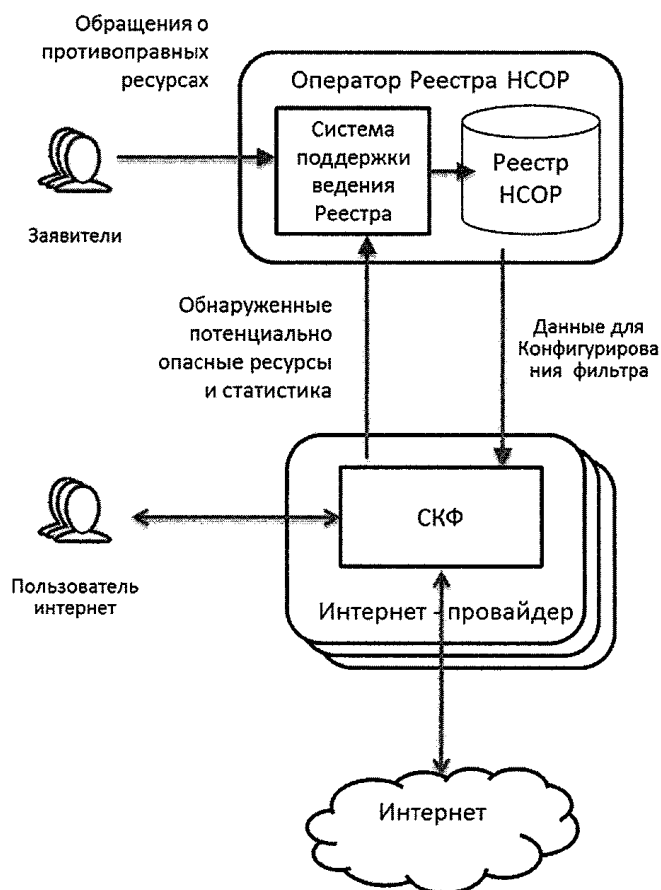 Обращения о
противоправных
ресурсах
Оператор Реестра НСОР
Система
поддержки
ведения
Реестра
Реестр
НСОР
Заявители
Обнаруженные
потенциально
опасные ресурсы
и статистика
Данные для
Конфигурирова
ния фильтра
СКФ
Пользователь
интернет
Интернет - провайдер
Интернет